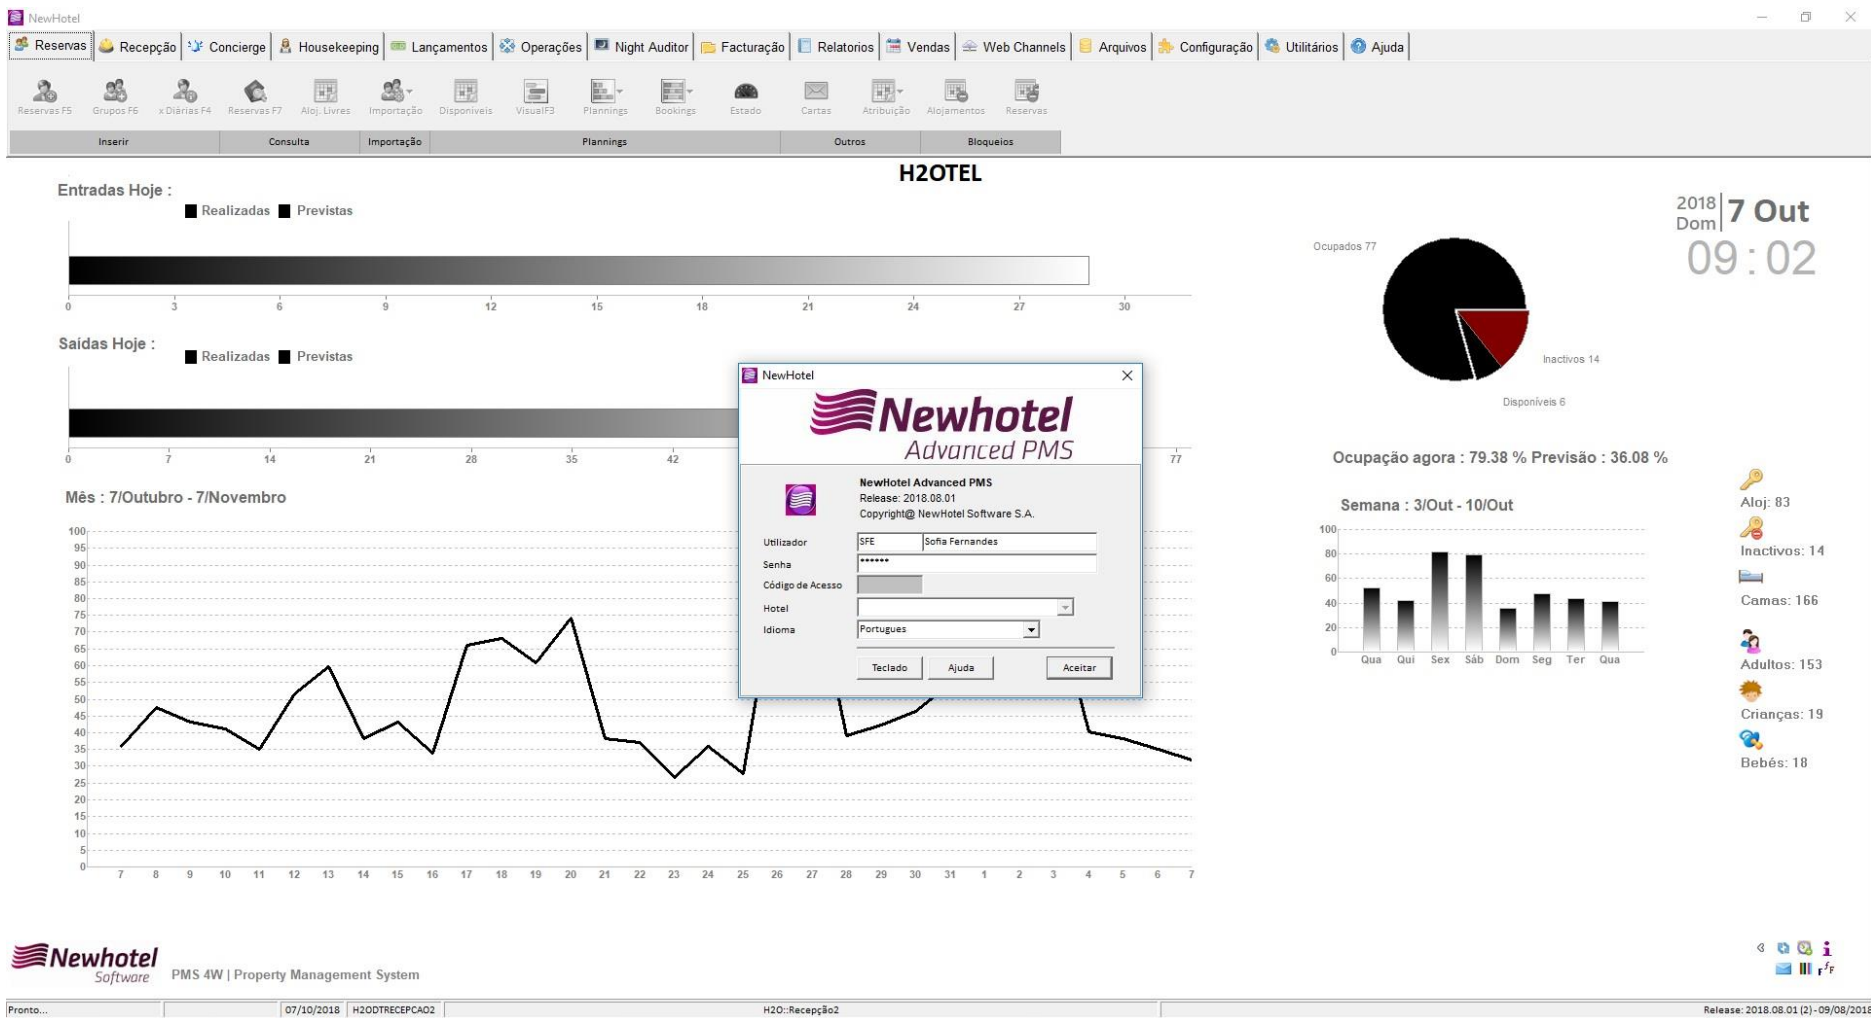 NewHotel
Reservas Recepção Concierge Housekeeping Lançamentos Operações Night Auditor Facturação Relatorios Vendas Web Channels Arquivos Configuração Utilitários Ajuda
Reservas F5 Grupos F6 x Diárias F4 Reservas F7 Aloj. Livres Importação Disponiveis VisualF3 Plannings Bookings Estado Cartas Atribuição Alojamentos Reservas
Inserir Consulta Importação Plannings Outros Bloqueios
H2OTEL
Entradas Hoje :
Realizadas Previstas
0 3 6 9 12 15 18 21 24 27 30
Saídas Hoje :
Realizadas Previstas
0 7 14 21 28 35 42 77
Mês : 7/Outubro - 7/Novembro
100
95
90
85
80
75
70
65
60
55
50
45
40
35
30
25
20
15
10
5
0
7 8 9 10 11 12 13 14 15 16 17 18 19 20 21 22 23 24 25 26 27 28 29 30 31 1 2 3 4 5 6 7
NewHotel
Newhotel
Advanced PMS
NewHotel Advanced PMS
Release: 2018.08.01
Copyright@ NewHotel Software S.A.
Utilizador SFE Sofia Fernandes
Senha ******
Código de Acesso
Hotel
Idioma Portugues
Teclado Ajuda Aceitar
2018
Dom
7 Out
09:02
Ocupados 77
Inactivos 14
Disponíveis 6
Ocupação agora : 79.38 % Previsão : 36.08 %
Semana : 3/Out - 10/Out
100
80
60
40
20
0
Qua Qui Sex Sáb Dom Seg Ter Qua
Aloj: 83
Inactivos: 14
Camas: 166
Adultos: 153
Crianças: 19
Bebés: 18
Newhotel
Software
PMS 4W | Property Management System
Pronto... 07/10/2018 H2ODTRECEPCAO2 H2O::Recepção2 Release: 2018.08.01 (2) - 09/08/2018